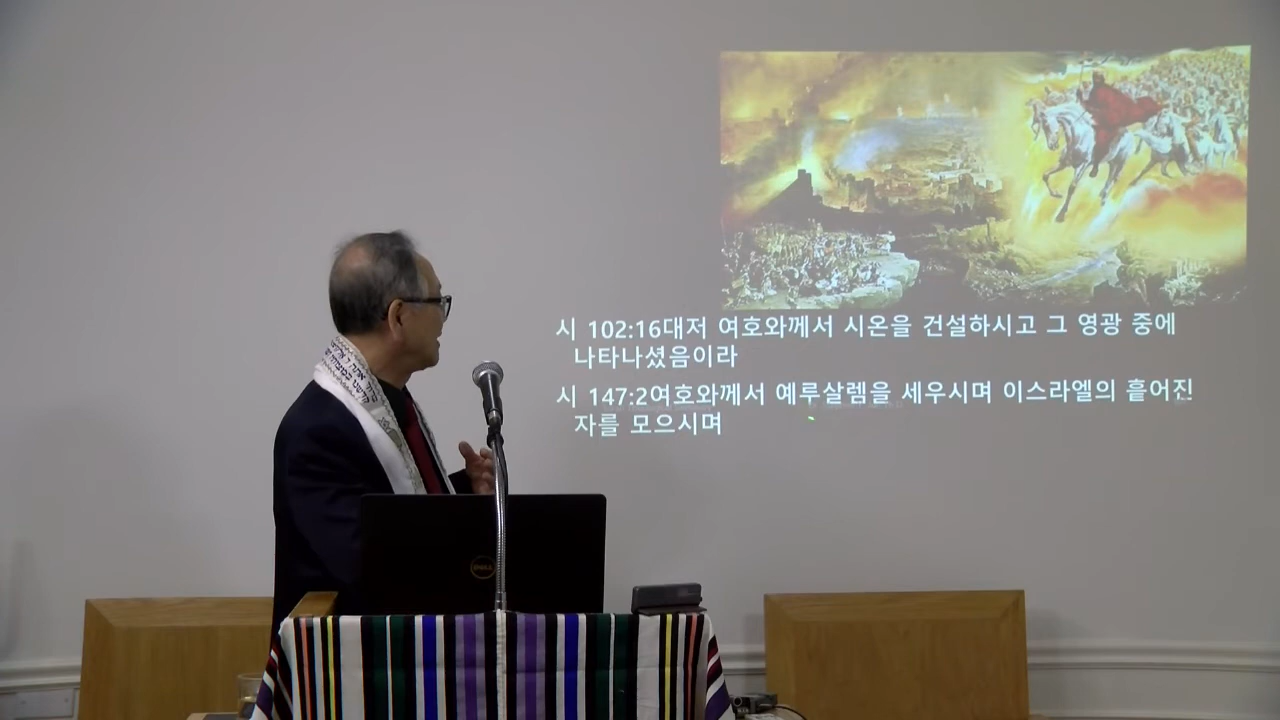 시 102:16대저 여호와께서 시온을 건설하시고 그 영광 중에
나타나셨음이라
시 147:2여호와께서 예루살렘을 세우시며 이스라엘의 흩어진
자를 모으시며
DELL